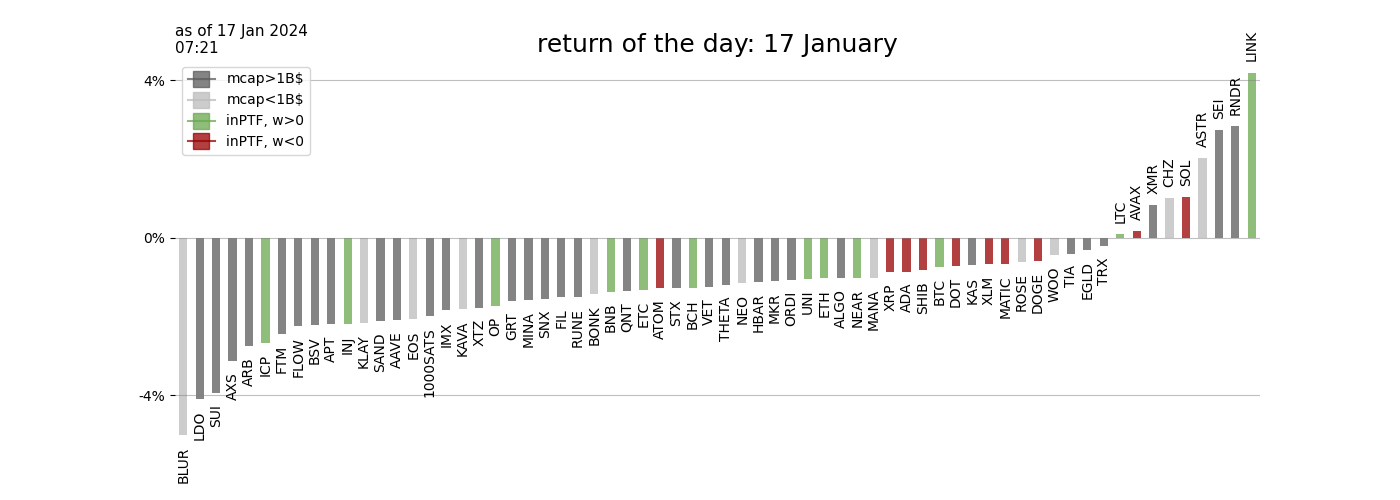 as of 17 Jan 2024
07:21
return of the day: 17 January
mcap>1B$
mcap<1B$
inPTF, w>0
inPTF, w<0
4%
0%
-4%
BLUR
LDO
SUI
AXS
ARB
ICP
FTM
FLOW
BSV
APT
INJ
KLAY
SAND
AAVE
EOS
1000SATS
IMX
KAVA
XTZ
OP
GRT
MINA
SNX
FIL
RUNE
BONK
BNB
QNT
ETC
ATOM
STX
BCH
VET
THETA
NEO
HBAR
MKR
ORDI
UNI
ETH
ALGO
NEAR
MANA
XRP
ADA
SHIB
BTC
DOT
KAS
XLM
MATIC
ROSE
DOGE
WOO
TIA
EGLD
TRX
LTC
AVAX
XMR
CHZ
SOL
ASTR
SEI
RNDR
LINK